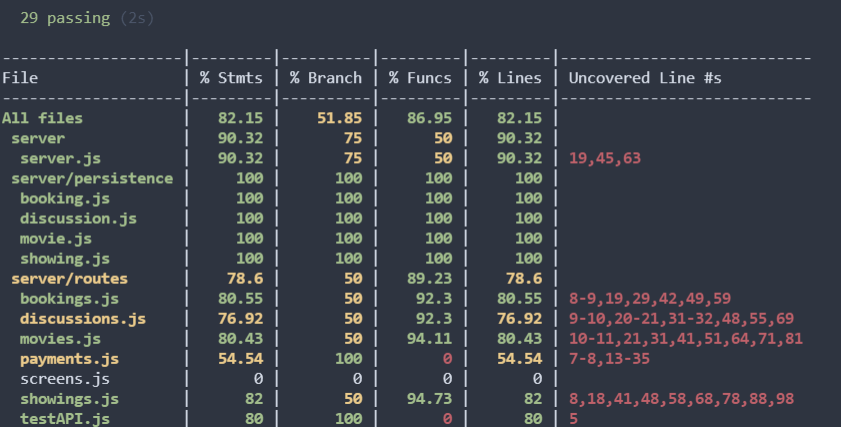 29 passing (2s)
--------------------|---------|----------|---------|---------|---------------------------
File                | % Stmts | % Branch | % Funcs | % Lines | Uncovered Line #s
--------------------|---------|----------|---------|---------|---------------------------
All files           |   82.15 |    51.85 |   86.95 |   82.15 |
 server             |   90.32 |       75 |      50 |   90.32 |
  server.js         |   90.32 |       75 |      50 |   90.32 | 19,45,63
 server/persistence |     100 |      100 |     100 |     100 |
  booking.js        |     100 |      100 |     100 |     100 |
  discussion.js     |     100 |      100 |     100 |     100 |
  movie.js          |     100 |      100 |     100 |     100 |
  showing.js        |     100 |      100 |     100 |     100 |
 server/routes      |    78.6 |       50 |   89.23 |    78.6 |
  bookings.js       |   80.55 |       50 |    92.3 |   80.55 | 8-9,19,29,42,49,59
  discussions.js    |   76.92 |       50 |    92.3 |   76.92 | 9-10,20-21,31-32,48,55,69
  movies.js         |   80.43 |       50 |   94.11 |   80.43 | 10-11,21,31,41,51,64,71,81
  payments.js       |   54.54 |      100 |       0 |   54.54 | 7-8,13-35
  screens.js        |       0 |        0 |       0 |       0 |
  showings.js       |      82 |       50 |   94.73 |      82 | 8,18,41,48,58,68,78,88,98
  testAPI.js        |      80 |      100 |       0 |      80 | 5